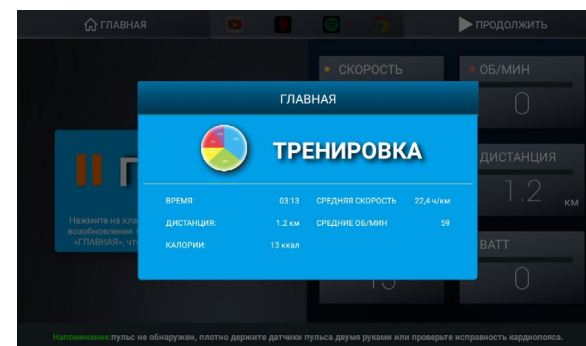 ГЛАВНАЯ
ПРОДОЛЖИТЬ
СКОРОСТЬ
ОБ/МИН
0
ГЛАВНАЯ
ТРЕНИРОВКА
ВРЕМЯ: 03:13 СРЕДНЯЯ СКОРОСТЬ 22,4 ч/км
ДИСТАНЦИЯ: 1.2 км СРЕДНИЕ ОБ/МИН 59
КАЛОРИИ: 13 ккал
ДИСТАНЦИЯ
1.2 км
Нажмите на кла
возобновления т
«ГЛАВНАЯ», чт
ВАТТ
0
Напоминание:пульс не обнаружен, плотно держите датчики пульса двумя руками или проверьте исправность кардиопояса.